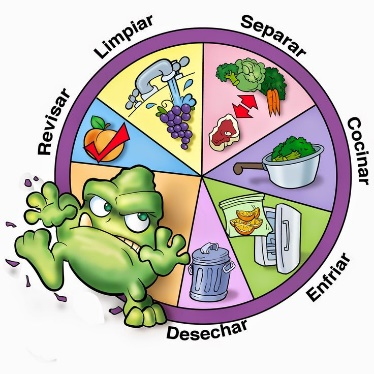 Limpiar
Separar
Cocinar
Enfriar
Desechar
Revisar